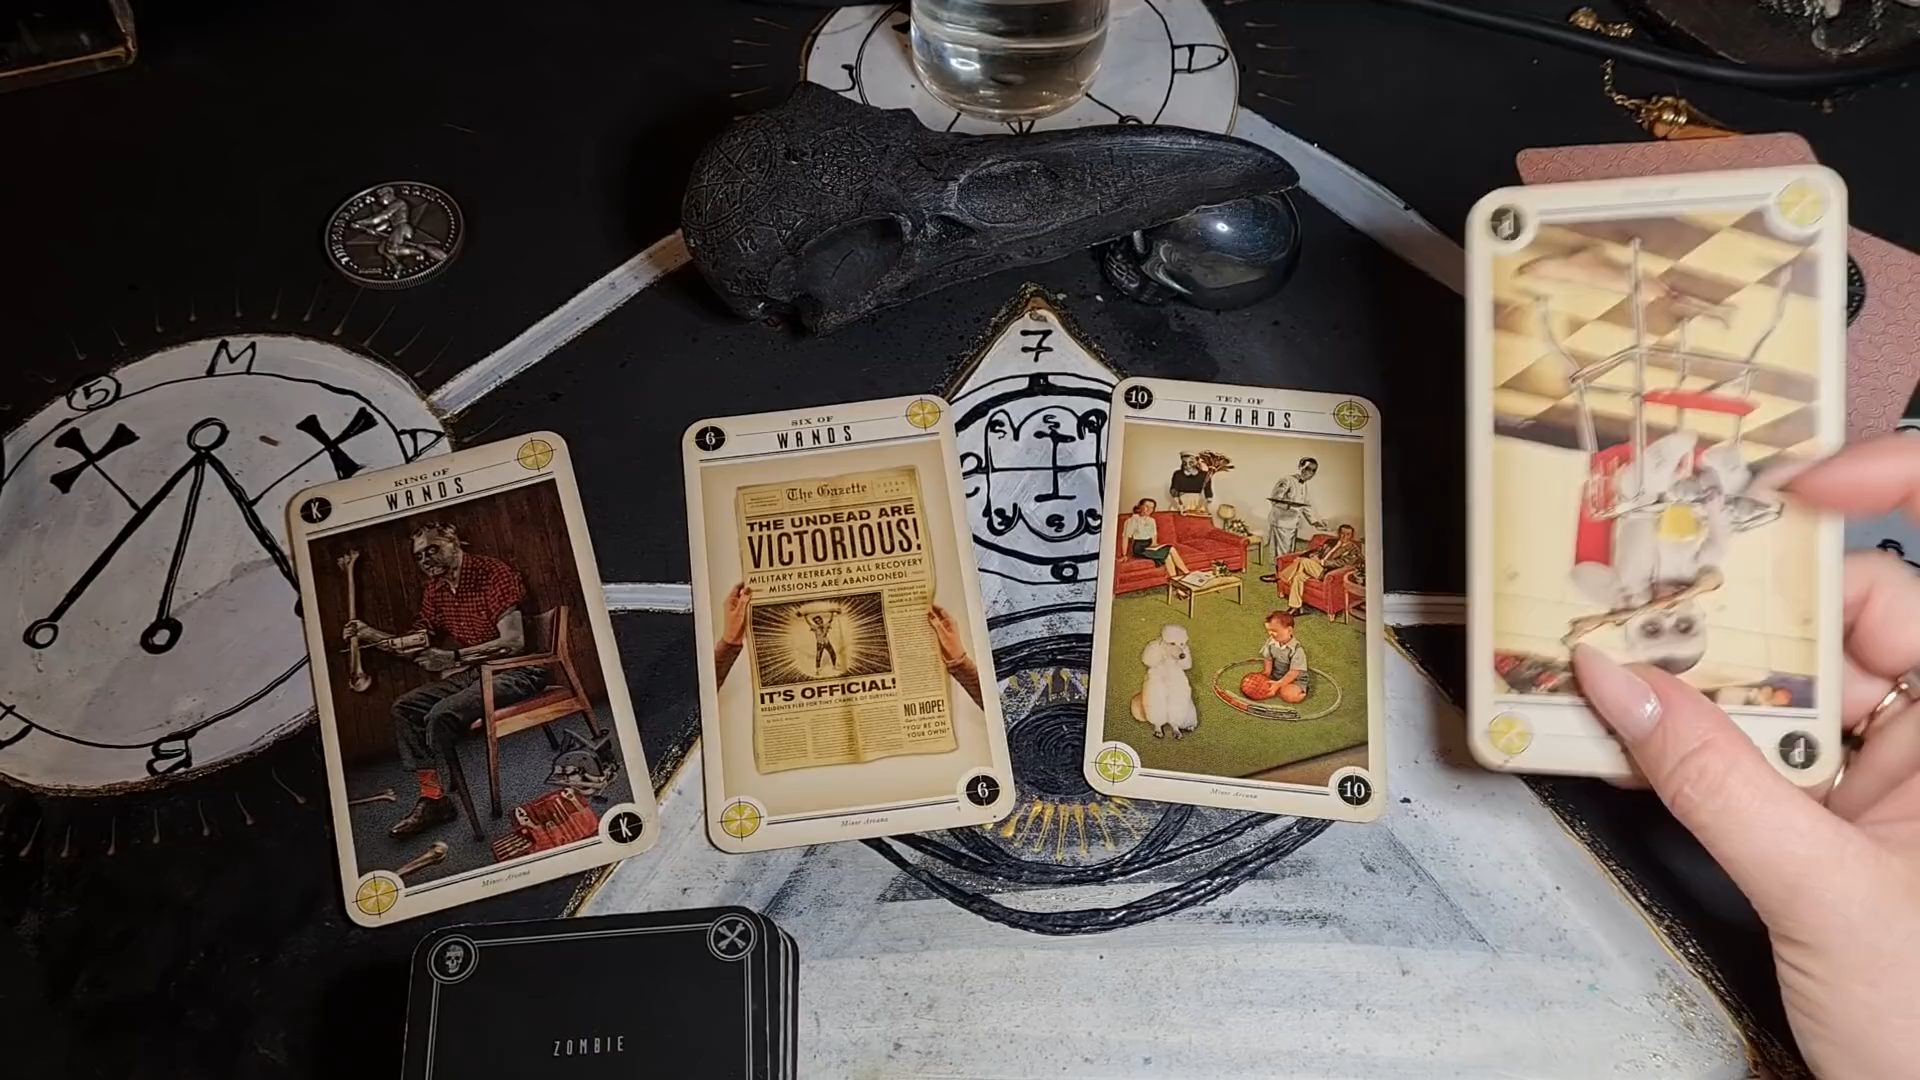 M
5
7
K
KING OF
WANDS
K
Minor Arcana
6
SIX OF
WANDS
The Gazette
THE UNDEAD ARE
VICTORIOUS!
MILITARY RETREATS & ALL RECOVERY
MISSIONS ARE ABANDONED!
IT'S OFFICIAL!
NO HOPE!
"YOU'RE ON
YOUR OWN!"
6
Minor Arcana
10
TEN OF
HAZARDS
10
Minor Arcana
P
P
ZOMBIE